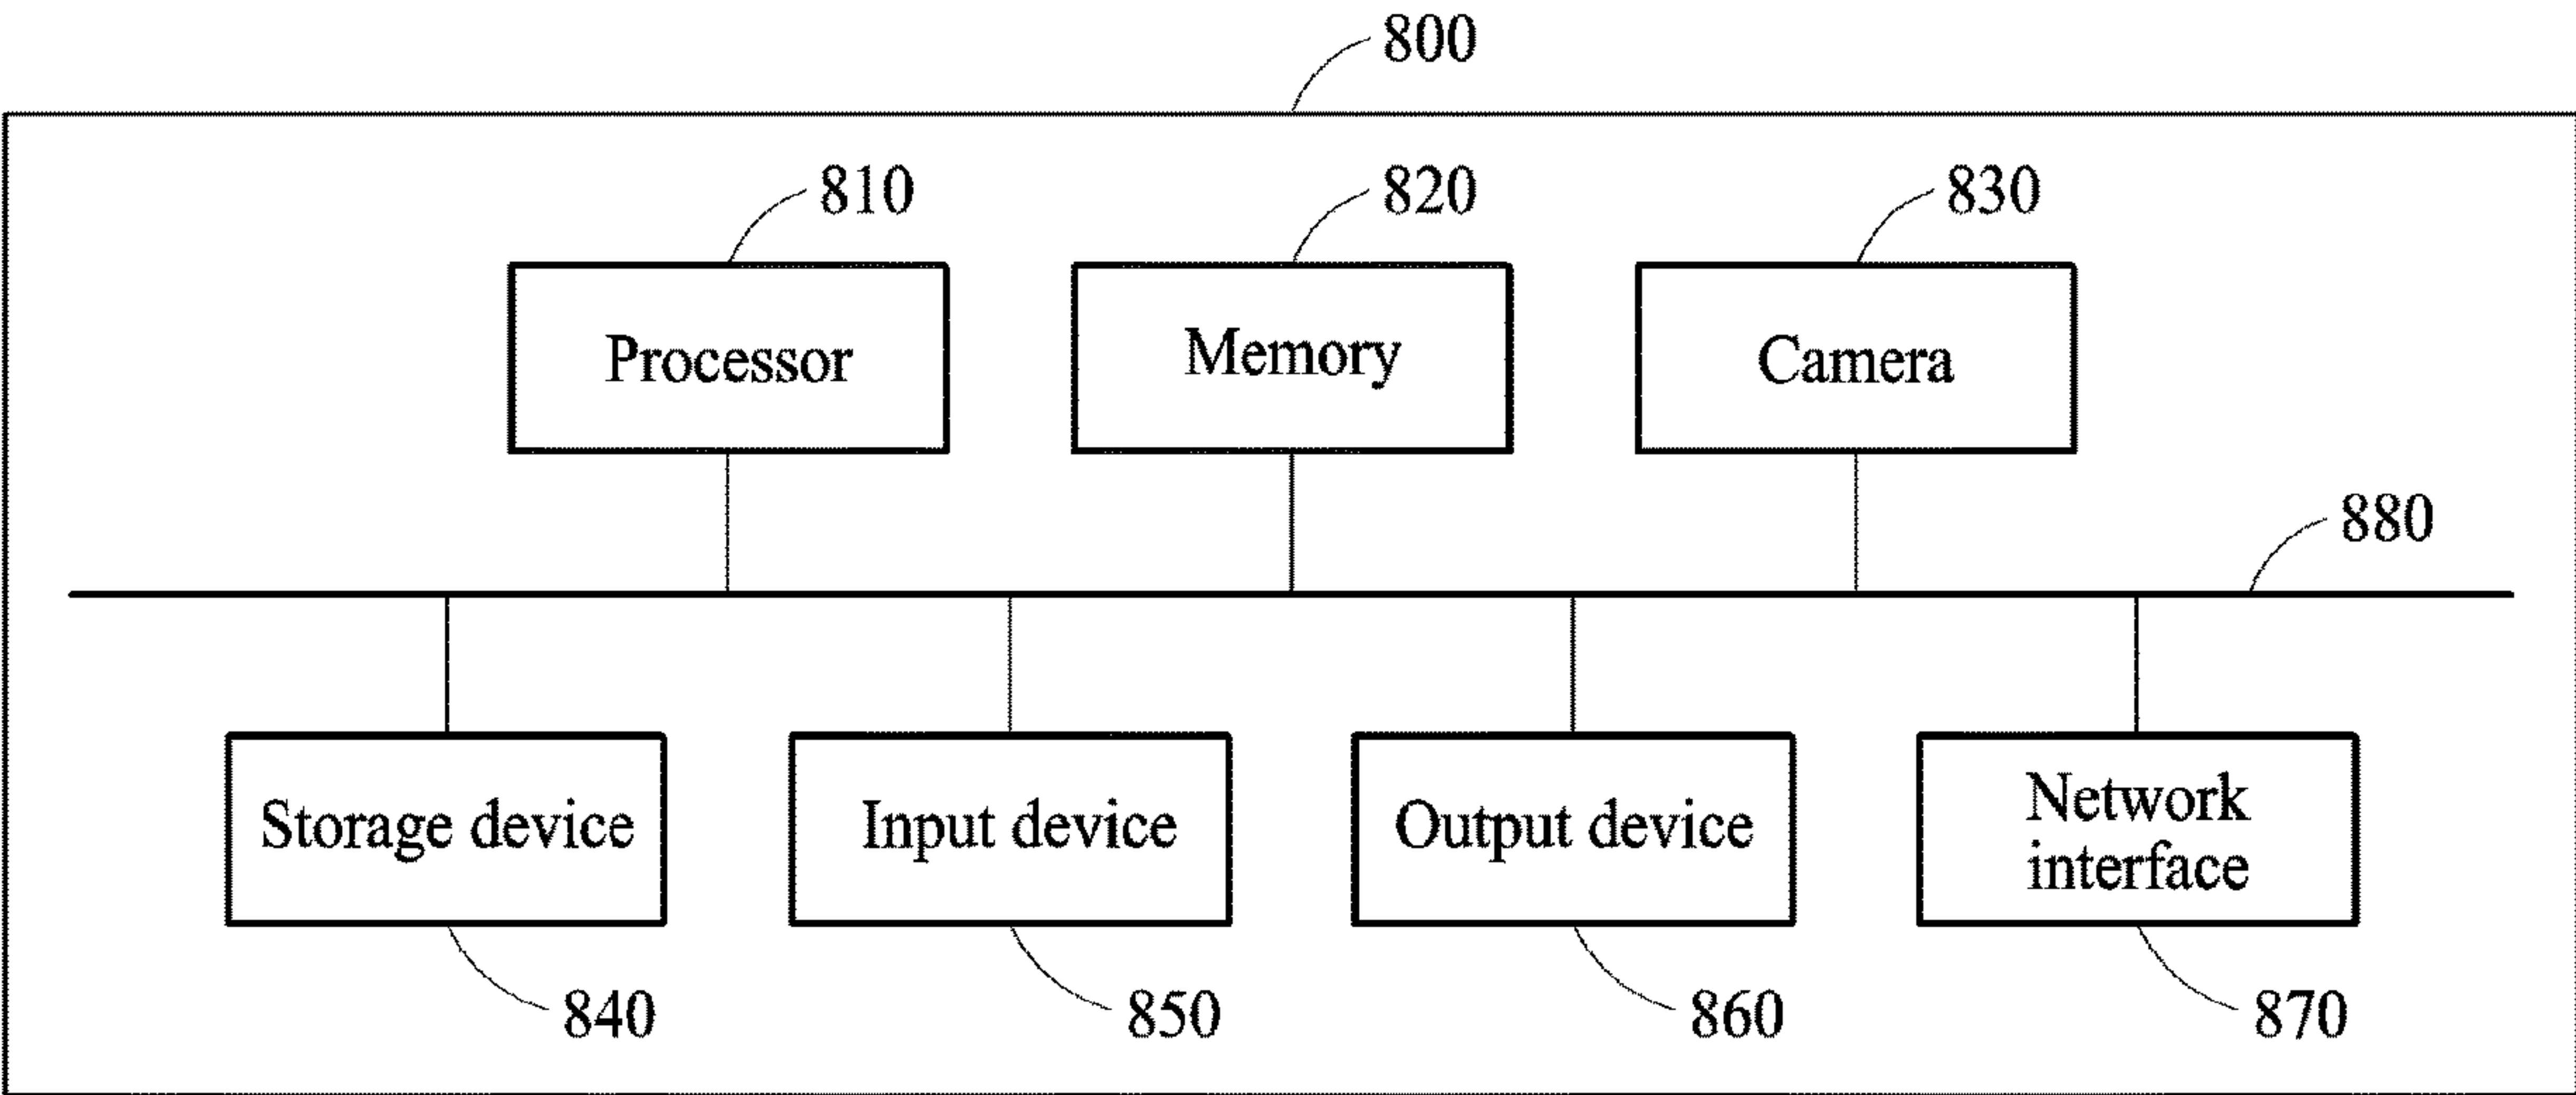 800
810
820
830
Processor
Memory
Camera
880
Storage device
Input device
Output device
Network
interface
840
850
860
870